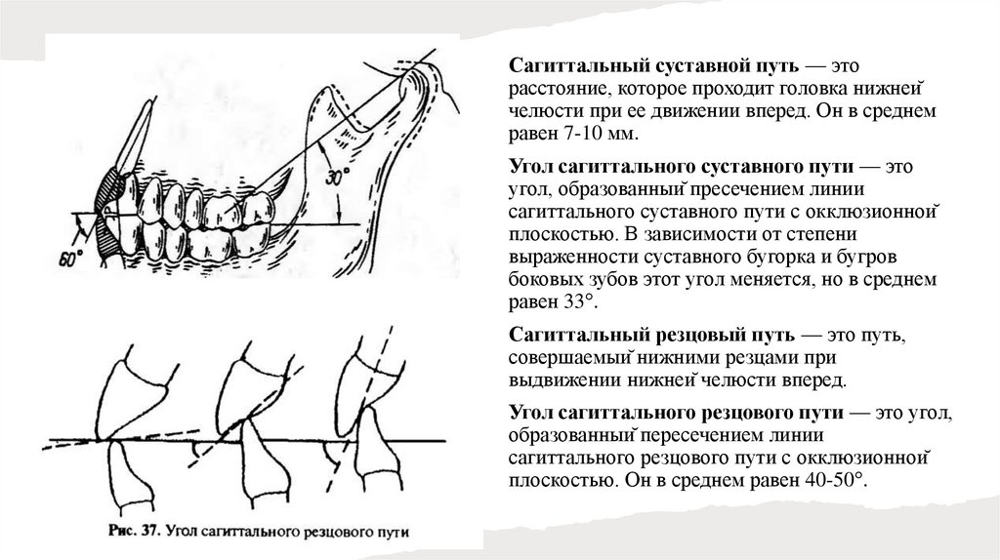 30°
60°
Рис. 37. Угол сагиттального резцового пути
Сагиттальный суставной путь — это
расстояние, которое проходит головка нижней
челюсти при ее движении вперед. Он в среднем
равен 7-10 мм.
Угол сагиттального суставного пути — это
угол, образованный пресечением линии
сагиттального суставного пути с окклюзионной
плоскостью. В зависимости от степени
выраженности суставного бугорка и бугров
боковых зубов этот угол меняется, но в среднем
равен 33°.
Сагиттальный резцовый путь — это путь,
совершаемый нижними резцами при
выдвижении нижней челюсти вперед.
Угол сагиттального резцового пути — это угол,
образованный пересечением линии
сагиттального резцового пути с окклюзионной
плоскостью. Он в среднем равен 40-50°.